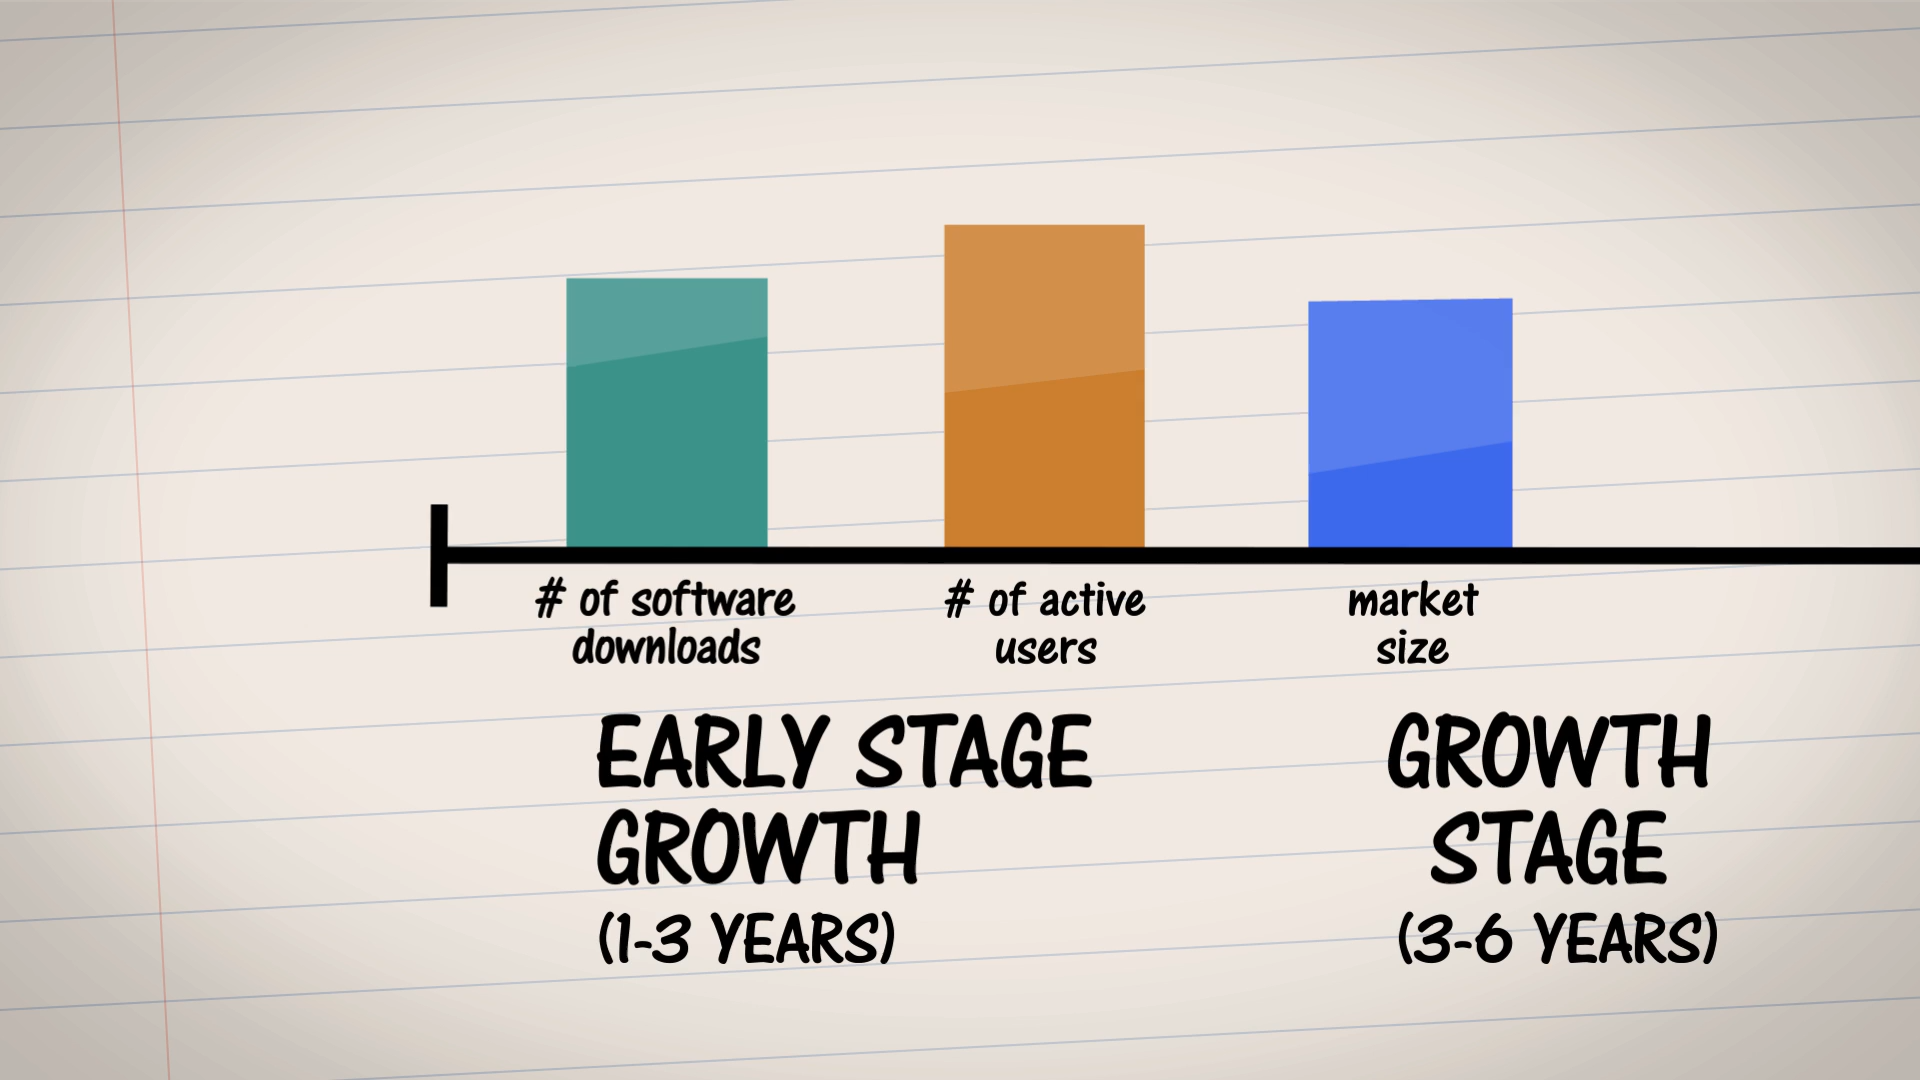 # of software
downloads
# of active
users
market
size
EARLY STAGE
GROWTH
(1-3 YEARS)
GROWTH
STAGE
(3-6 YEARS)